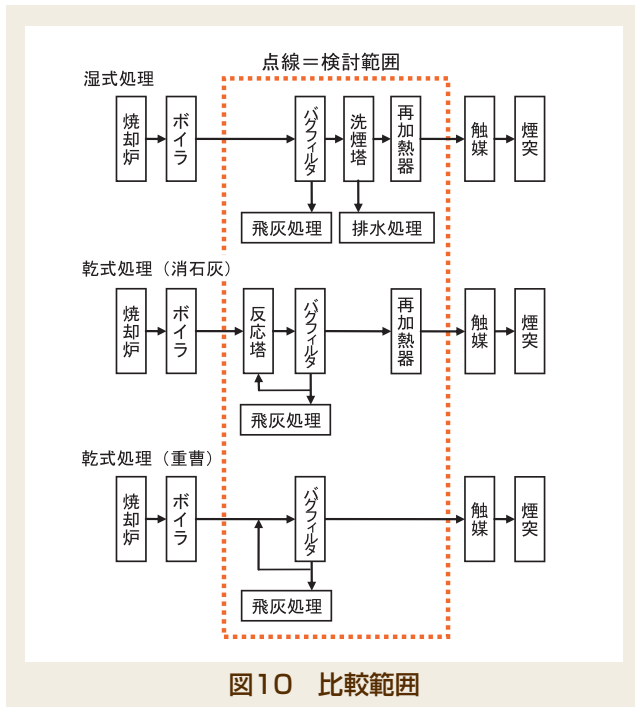 点線＝検討範囲
湿式処理
焼却炉
ボイラ
バグフィルタ
洗煙塔
再加熱器
触媒
煙突
飛灰処理
排水処理
乾式処理（消石灰）
焼却炉
ボイラ
反応塔
バグフィルタ
再加熱器
触媒
煙突
飛灰処理
乾式処理（重曹）
焼却炉
ボイラ
バグフィルタ
触媒
煙突
飛灰処理
図10　比較範囲